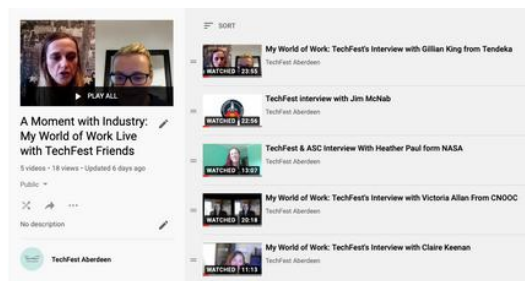 PLAY ALL
A Moment with Industry:
My World of Work Live
with TechFest Friends
5 videos • 18 views • Updated 6 days ago
Public
No description
TechFest Aberdeen
SORT
WATCHED 23:55
My World of Work: TechFest's Interview with Gillian King from Tendeka
TechFest Aberdeen
WATCHED 22:56
TechFest interview with Jim McNab
TechFest Aberdeen
WATCHED 13:07
TechFest & ASC Interview With Heather Paul form NASA
TechFest Aberdeen
WATCHED 20:18
My World of Work: TechFest's Interview with Victoria Allan From CNOOC
TechFest Aberdeen
WATCHED 11:13
My World of Work: TechFest's Interview with Claire Keenan
TechFest Aberdeen